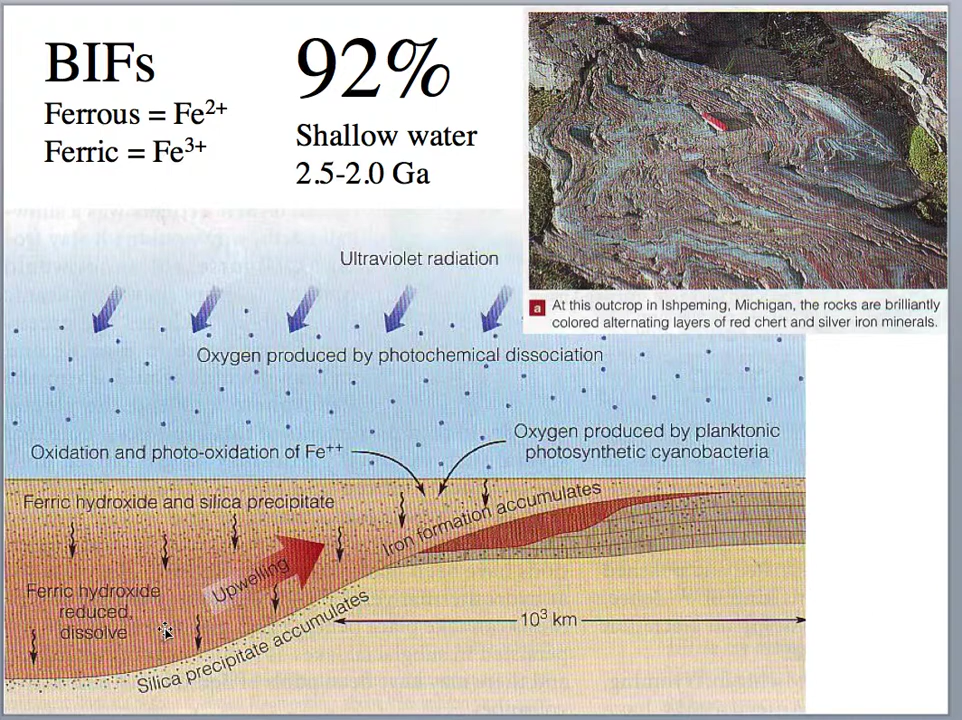 BIFs
Ferrous = Fe2+
Ferric = Fe3+
92%
Shallow water
2.5-2.0 Ga
a At this outcrop in Ishpeming, Michigan, the rocks are brilliantly
colored alternating layers of red chert and silver iron minerals.
Ultraviolet radiation
Oxygen produced by photochemical dissociation
Oxidation and photo-oxidation of Fe++
Oxygen produced by planktonic
photosynthetic cyanobacteria
Ferric hydroxide and silica precipitate
Iron formation accumulates
Upwelling
Ferric hydroxide
reduced,
dissolve
Silica precipitate accumulates
10³ km